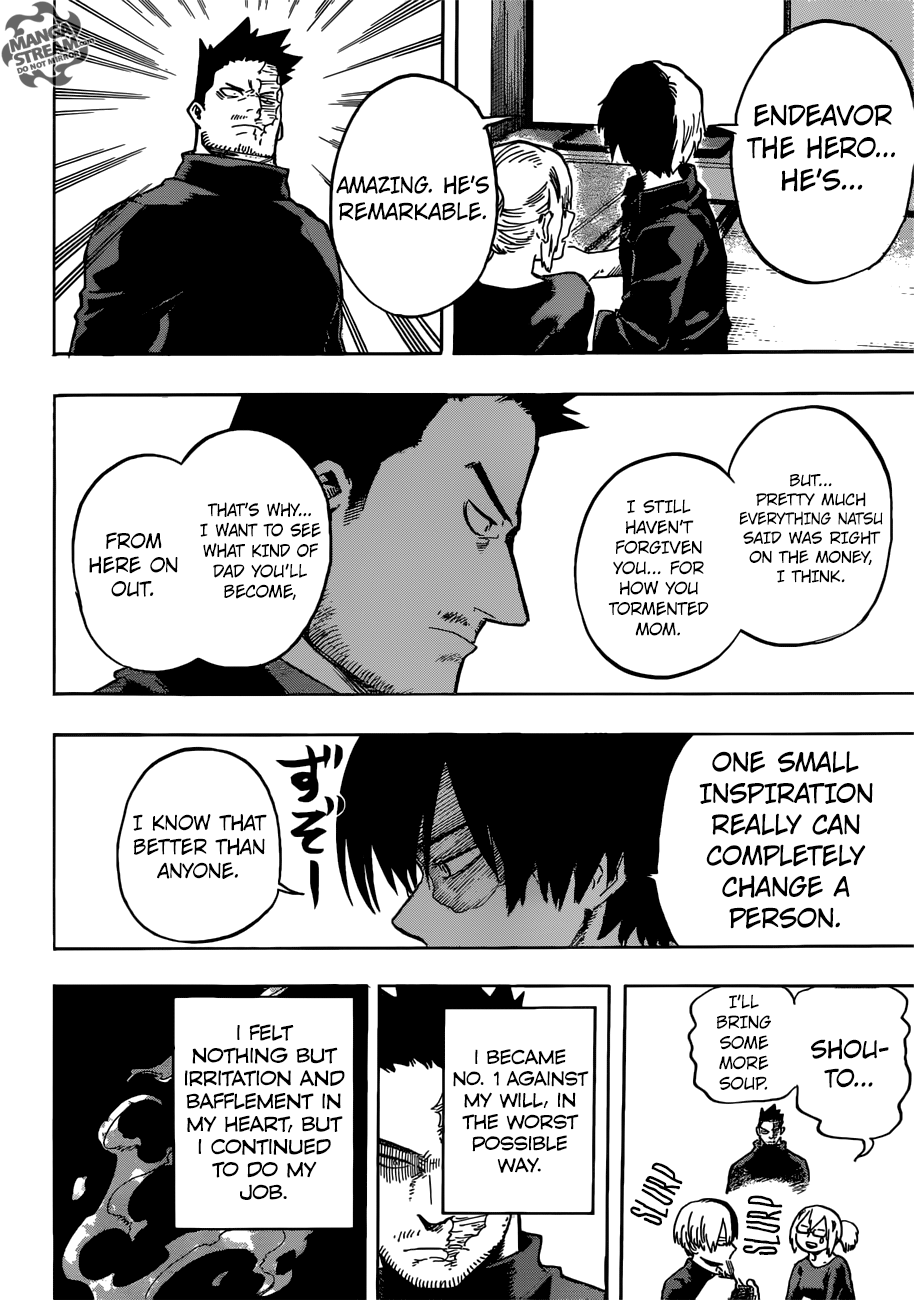 MANGA
STREAM
DO NOT MIRROR
ENDEAVOR
THE HERO...
HE'S...
AMAZING. HE'S
REMARKABLE.
BUT...
PRETTY MUCH
EVERYTHING NATSU
SAID WAS RIGHT
ON THE MONEY,
I THINK.
I STILL
HAVEN'T
FORGIVEN
YOU... FOR
HOW YOU
TORMENTED
MOM.
THAT'S WHY...
I WANT TO SEE
WHAT KIND OF
DAD YOU'LL
BECOME,
FROM
HERE ON
OUT.
ONE SMALL
INSPIRATION
REALLY CAN
COMPLETELY
CHANGE A
PERSON.
ずぞー
I KNOW THAT
BETTER THAN
ANYONE.
SHOU-
TO...
I'LL
BRING
SOME
MORE
SOUP.
SLURP
SLURP
I BECAME
NO. 1 AGAINST
MY WILL, IN
THE WORST
POSSIBLE
WAY.
I FELT
NOTHING BUT
IRRITATION AND
BAFFLEMENT IN
MY HEART, BUT
I CONTINUED
TO DO MY
JOB.